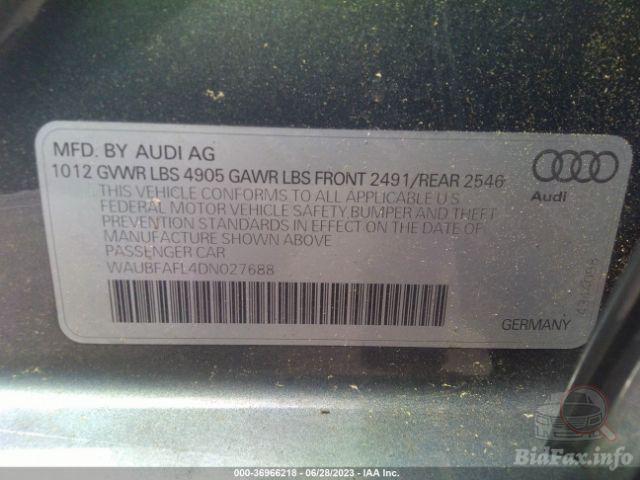 MFD. BY AUDI AG
1012 GVWR LBS 4905 GAWR LBS FRONT 2491/REAR 2546
THIS VEHICLE CONFORMS TO ALL APPLICABLE U.S.
FEDERAL MOTOR VEHICLE SAFETY, BUMPER AND THEFT
PREVENTION STANDARDS IN EFFECT ON THE DATE OF
MANUFACTURE SHOWN ABOVE
PASSENGER CAR
WAUBFAFL4DN027688
Audi
GERMANY
BidFax.info
000-36966218 - 06/28/2023 - IAA Inc.